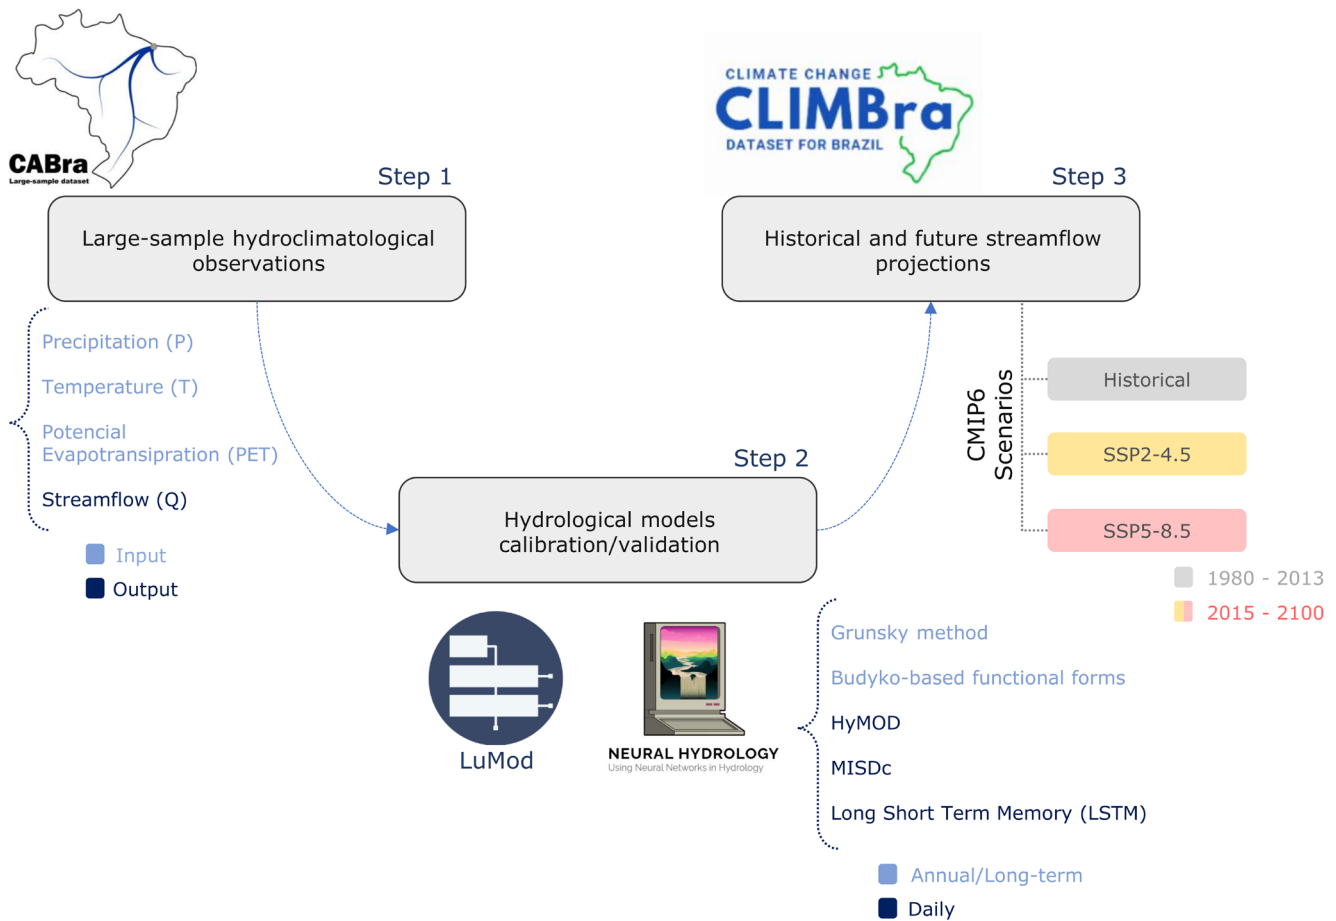 CABra
Large-sample dataset
Step 1
Large-sample hydroclimatological
observations
Precipitation (P)
Temperature (T)
Potencial
Evapotransipration (PET)
Streamflow (Q)
Input
Output
Step 2
Hydrological models
calibration/validation
LuMod
NEURAL HYDROLOGY
Using Neural Networks in Hydrology
Grunsky method
Budyko-based functional forms
HyMOD
MISDc
Long Short Term Memory (LSTM)
Annual/Long-term
Daily
CLIMATE CHANGE
CLIMBra
DATASET FOR BRAZIL
Step 3
Historical and future streamflow
projections
CMIP6
Scenarios
Historical
SSP2-4.5
SSP5-8.5
1980 - 2013
2015 - 2100